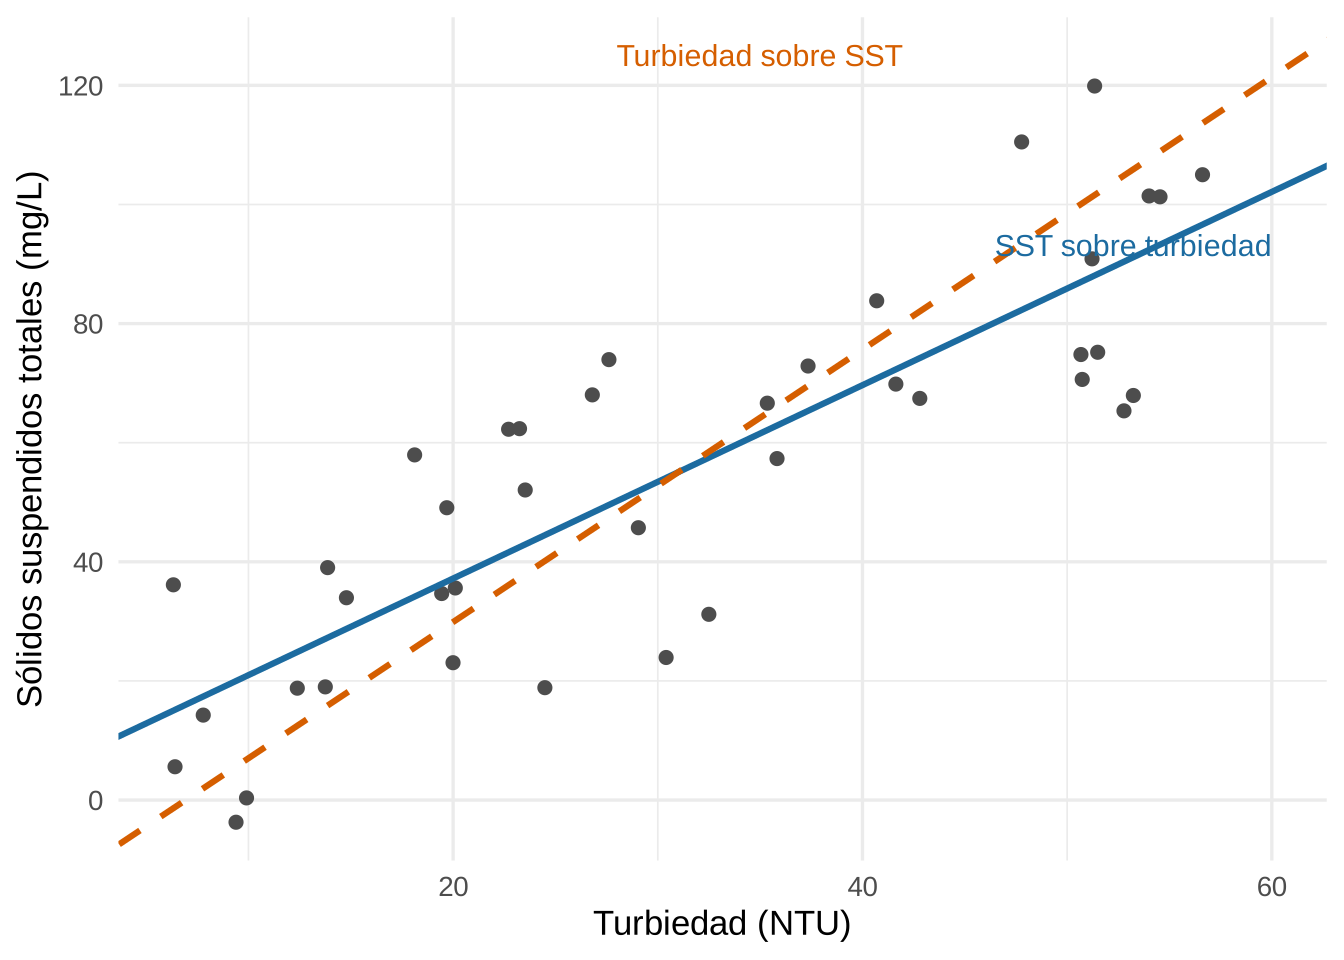 Turbiedad sobre SST
SST sobre turbiedad
120
80
40
0
20
40
60
Turbiedad (NTU)
Sólidos suspendidos totales (mg/L)